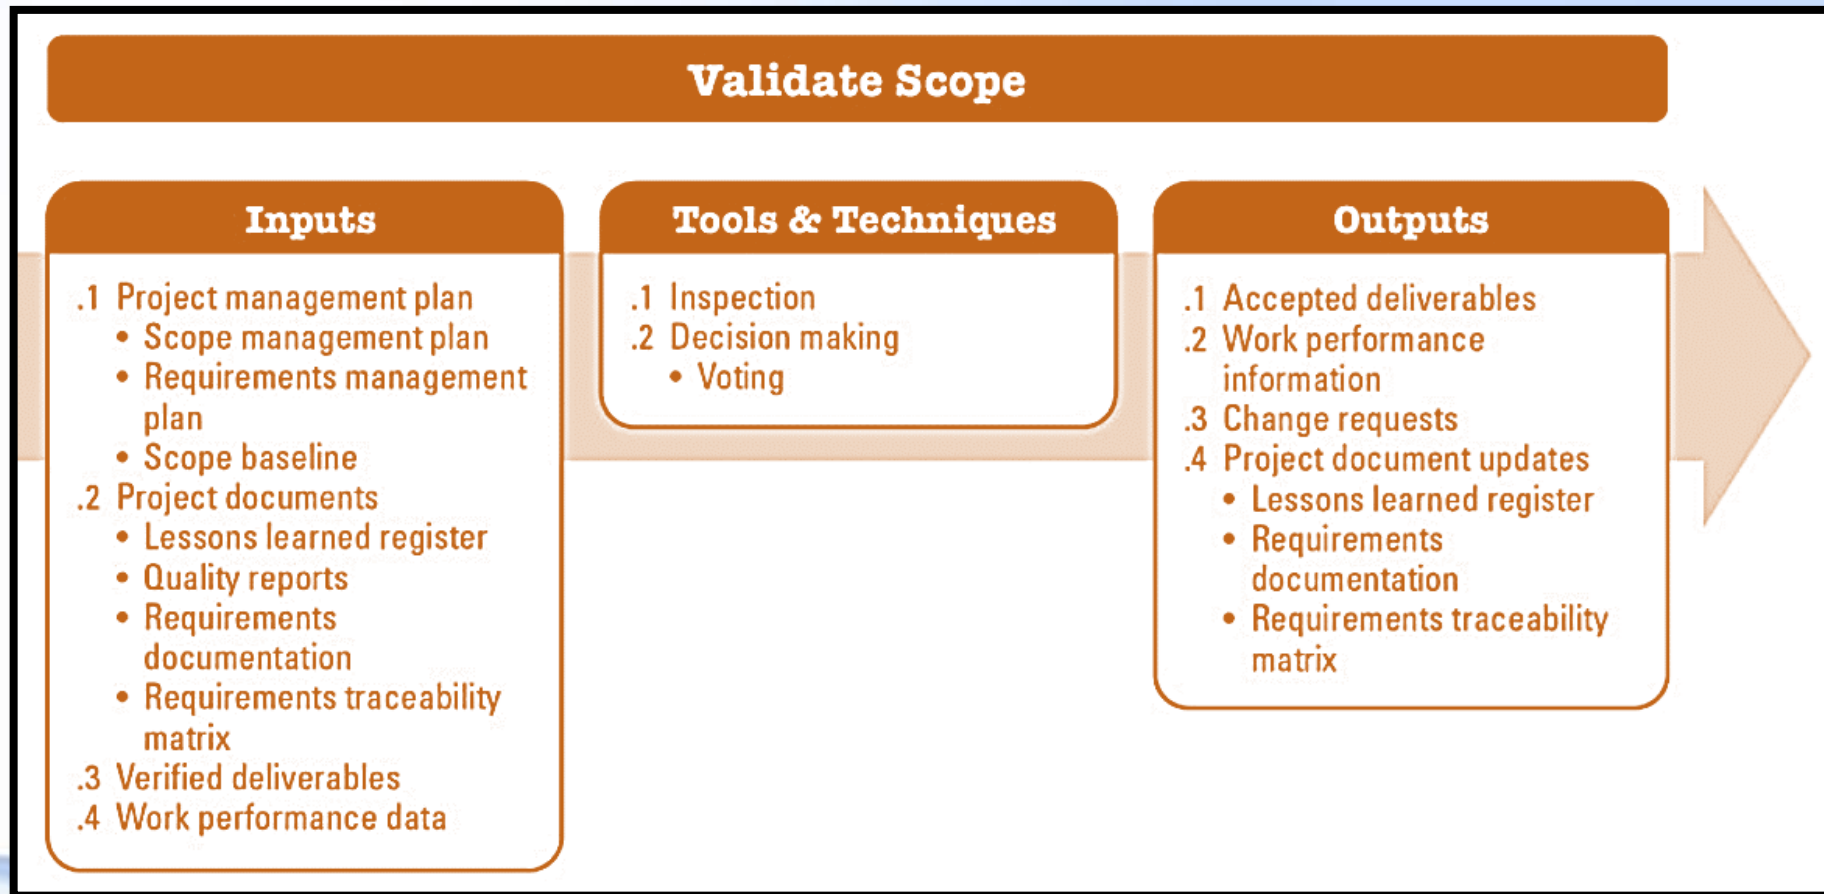 Validate Scope
Inputs
.1 Project management plan
• Scope management plan
• Requirements management
plan
• Scope baseline
.2 Project documents
• Lessons learned register
• Quality reports
• Requirements
documentation
• Requirements traceability
matrix
.3 Verified deliverables
.4 Work performance data
Tools & Techniques
.1 Inspection
.2 Decision making
• Voting
Outputs
.1 Accepted deliverables
.2 Work performance
information
.3 Change requests
.4 Project document updates
• Lessons learned register
• Requirements
documentation
• Requirements traceability
matrix